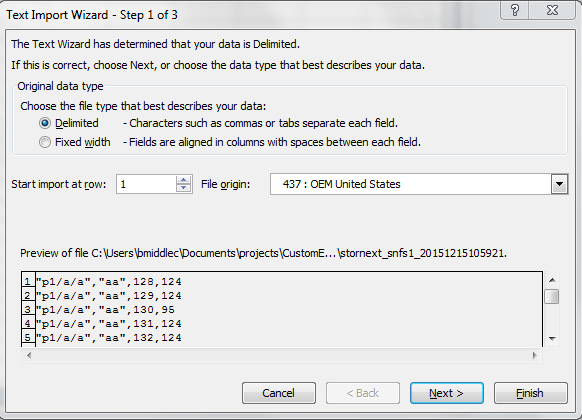 Text Import Wizard - Step 1 of 3
The Text Wizard has determined that your data is Delimited.
If this is correct, choose Next, or choose the data type that best describes your data.
Original data type
Choose the file type that best describes your data:
Delimited - Characters such as commas or tabs separate each field.
Fixed width - Fields are aligned in columns with spaces between each field.
Start import at row: 1 File origin: 437 : OEM United States
Preview of file C:\Users\bmiddlec\Documents\projects\CustomE...\stornext_snfs1_20151215105921.
1 "p1/a/a","aa",128,124
2 "p1/a/a","aa",129,124
3 "p1/a/a","aa",130,95
4 "p1/a/a","aa",131,124
5 "p1/a/a","aa",132,124
Cancel < Back Next > Finish